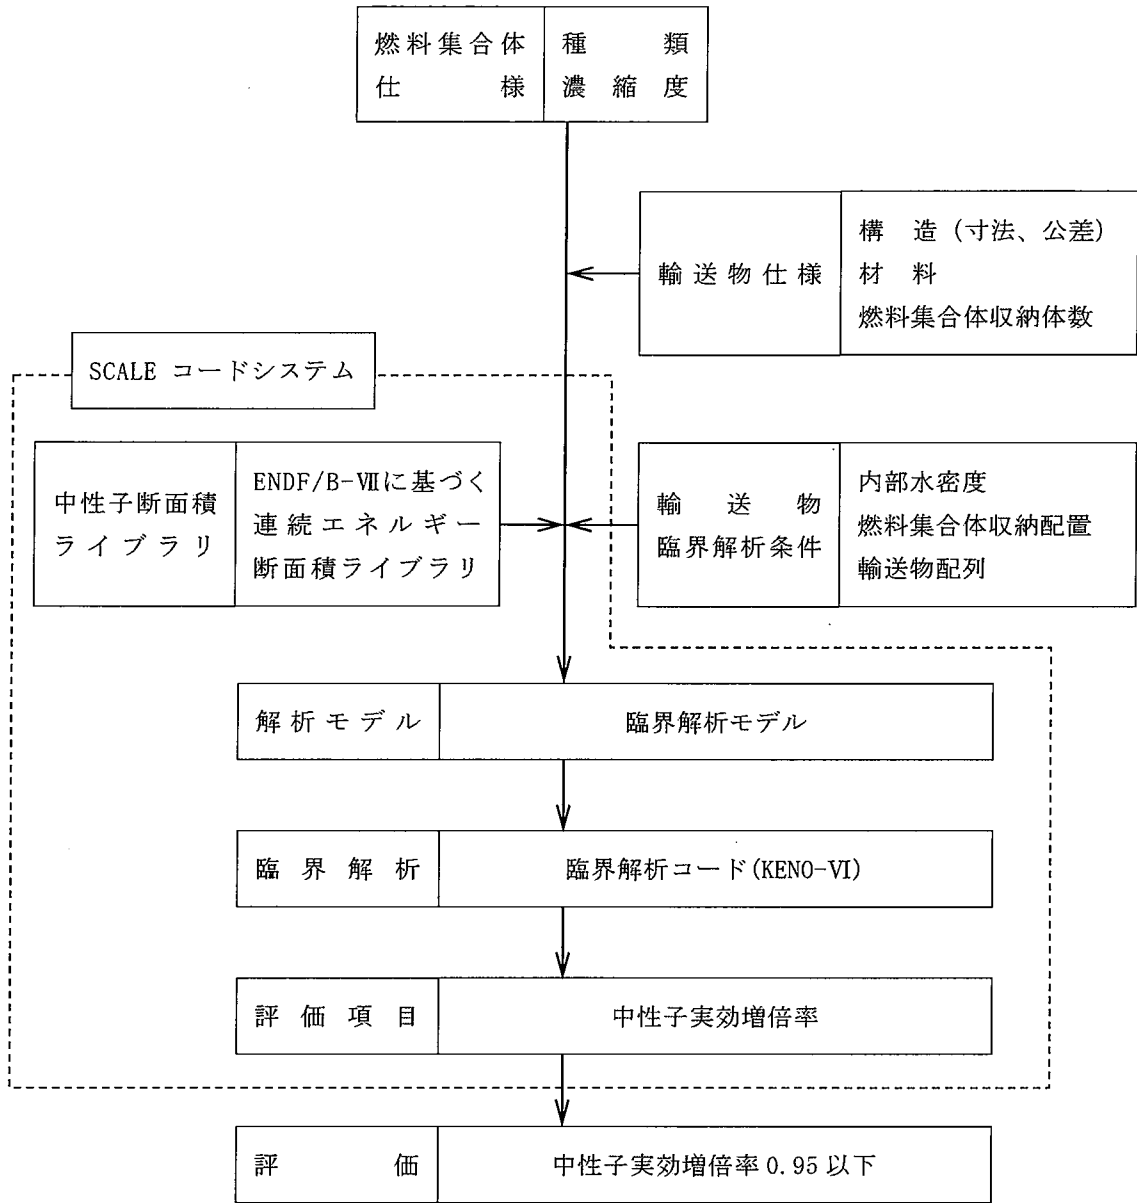 燃料集合体 種類
仕様 濃縮度
構造(寸法、公差)
輸送物仕様 材料
燃料集合体収納体数
SCALE コードシステム
中性子断面積
ライブラリ
ENDF/B-Ⅶに基づく
連続エネルギー
断面積ライブラリ
輸送物
臨界解析条件
内部水密度
燃料集合体収納配置
輸送物配列
解析モデル 臨界解析モデル
臨界解析 臨界解析コード(KENO-Ⅵ)
評価項目 中性子実効増倍率
評価 中性子実効増倍率 0.95 以下